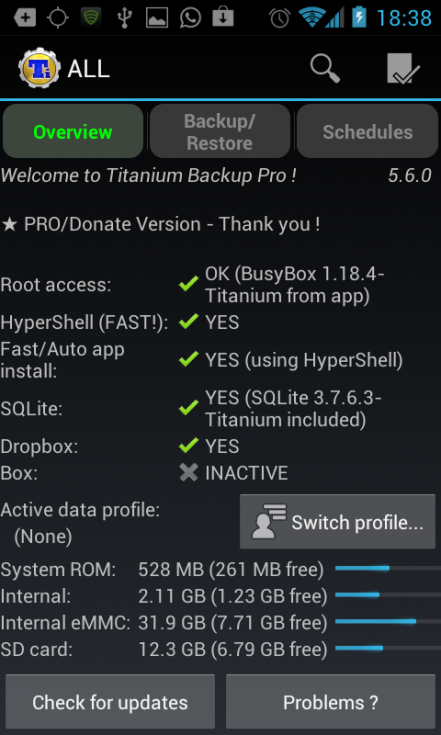 18:38
Ti ALL
Overview
Backup/
Restore
Schedules
Welcome to Titanium Backup Pro ! 5.6.0
★ PRO/Donate Version - Thank you !
Root access: ✔ OK (BusyBox 1.18.4-
Titanium from app)
HyperShell (FAST!): ✔ YES
Fast/Auto app
install: ✔ YES (using HyperShell)
SQLite: ✔ YES (SQLite 3.7.6.3-
Titanium included)
Dropbox: ✔ YES
Box: ✖ INACTIVE
Active data profile:
(None)
Switch profile...
System ROM: 528 MB (261 MB free)
Internal: 2.11 GB (1.23 GB free)
Internal eMMC: 31.9 GB (7.71 GB free)
SD card: 12.3 GB (6.79 GB free)
Check for updates
Problems ?